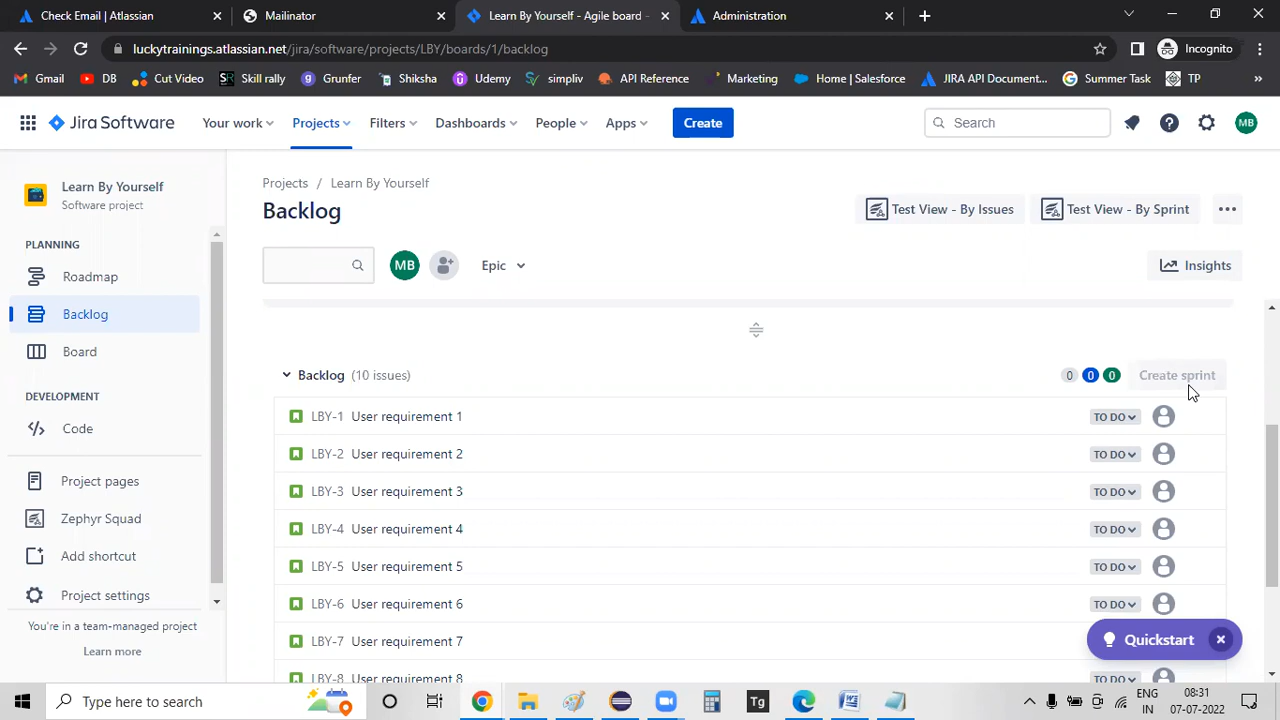 Check Email | Atlassian
Mailinator
Learn By Yourself - Agile board -
Administration
luckytrainings.atlassian.net/jira/software/projects/LBY/boards/1/backlog
Incognito
Gmail
DB
Cut Video
Skill rally
Grunfer
Shiksha
Udemy
simpliv
API Reference
Marketing
Home | Salesforce
JIRA API Document...
Summer Task
TP
»
Jira Software
Your work
Projects
Filters
Dashboards
People
Apps
Create
Search
MB
Learn By Yourself
Software project
PLANNING
Roadmap
Backlog
Board
DEVELOPMENT
Code
Project pages
Zephyr Squad
Add shortcut
Project settings
You're in a team-managed project
Learn more
Projects / Learn By Yourself
Backlog
Test View - By Issues
Test View - By Sprint
MB
Epic
Insights
Backlog (10 issues)
0 0 0
Create sprint
LBY-1 User requirement 1 TO DO
LBY-2 User requirement 2 TO DO
LBY-3 User requirement 3 TO DO
LBY-4 User requirement 4 TO DO
LBY-5 User requirement 5 TO DO
LBY-6 User requirement 6 TO DO
LBY-7 User requirement 7
LBY-8 User requirement 8
Quickstart
Type here to search
Tg
ENG
IN
08:31
07-07-2022